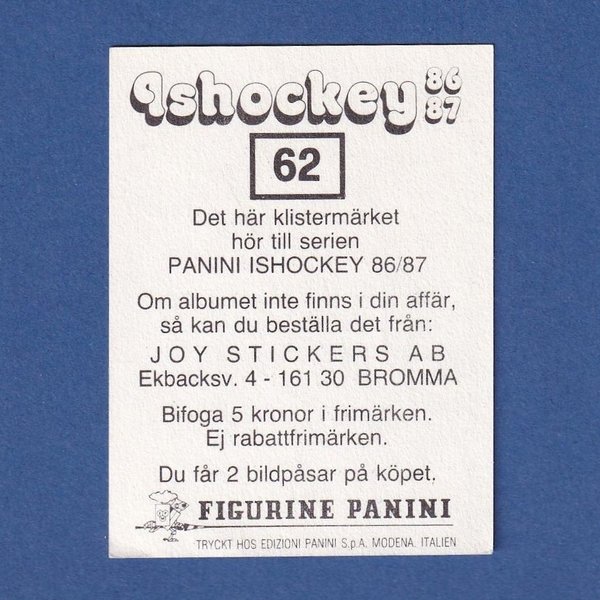 Ishockey 86
87
62
Det här klistermärket
hör till serien
PANINI ISHOCKEY 86/87
Om albumet inte finns i din affär,
så kan du beställa det från:
JOY STICKERS AB
Ekbacksv. 4 - 161 30 BROMMA
Bifoga 5 kronor i frimärken.
Ej rabattfrimärken.
Du får 2 bildpåsar på köpet.
FIGURINE PANINI
TRYCKT HOS EDIZIONI PANINI S.p.A. MODENA. ITALIEN